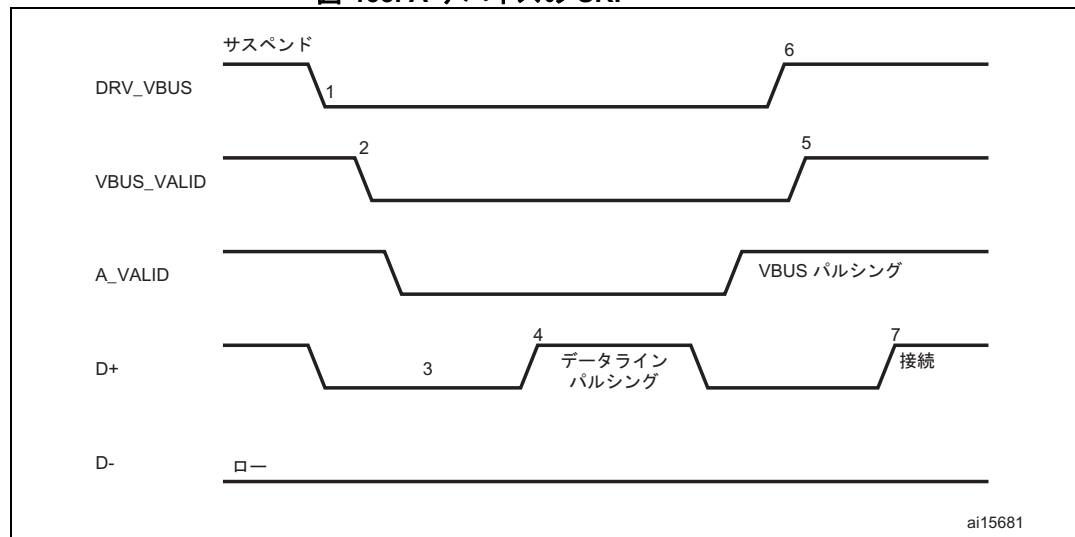 サスペンド
6
DRV_VBUS
1
2
5
VBUS_VALID
A_VALID
VBUS パルシング
4
7
D+
3
データライン
パルシング
接続
D-
ロー
ai15681